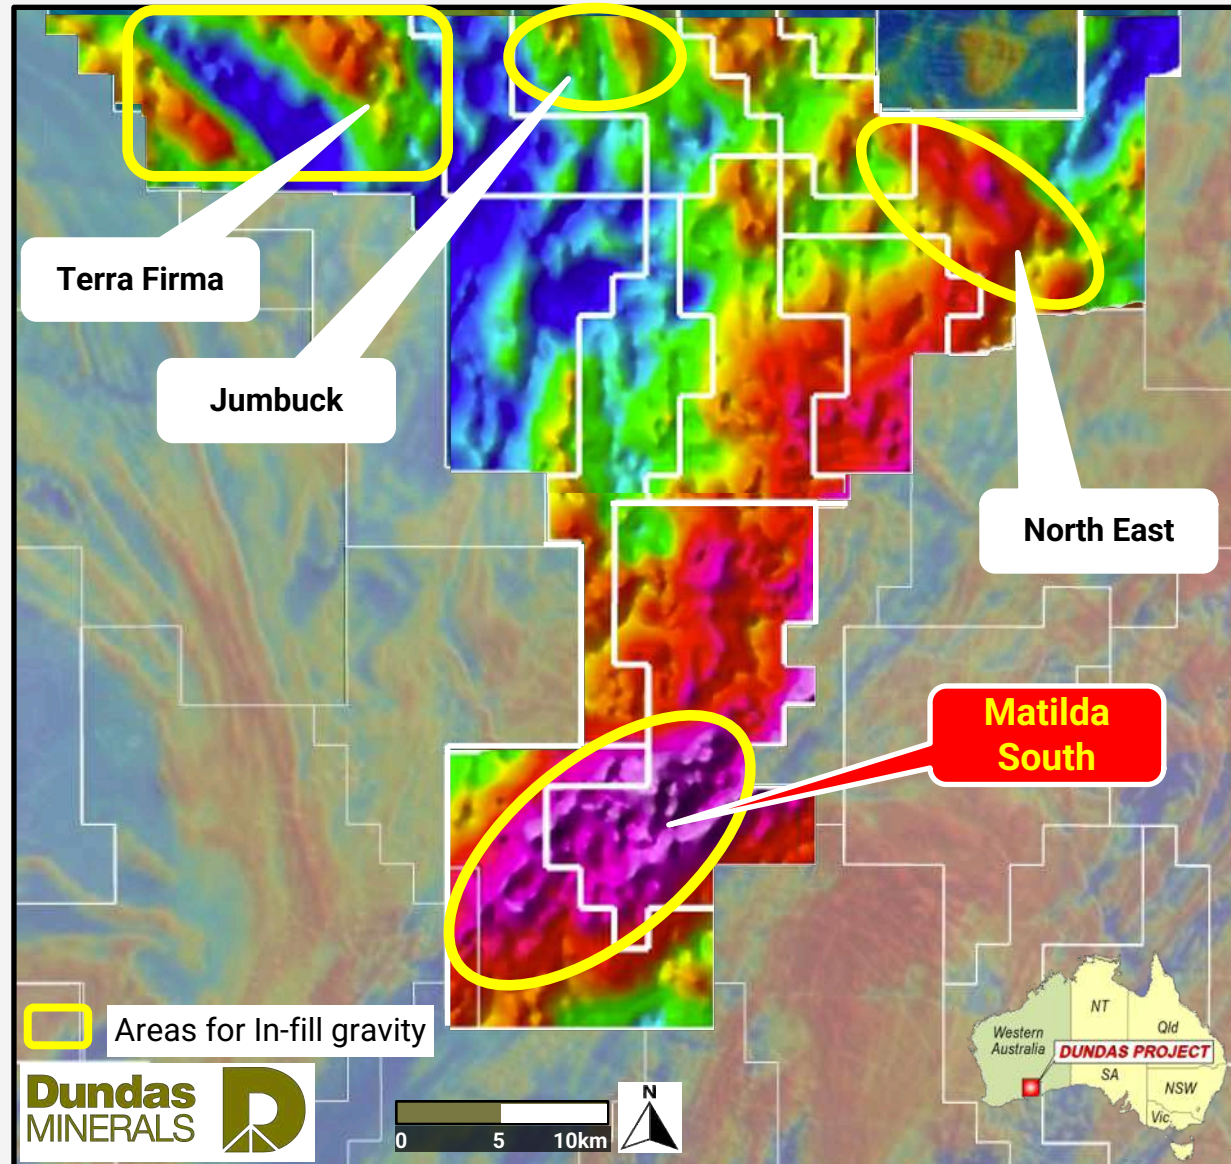 Terra Firma
Jumbuck
North East
Matilda
South
Areas for In-fill gravity
Dundas
MINERALS
0 5 10km
N
NT
Qld
Western
Australia
DUNDAS PROJECT
SA
NSW
Vic.